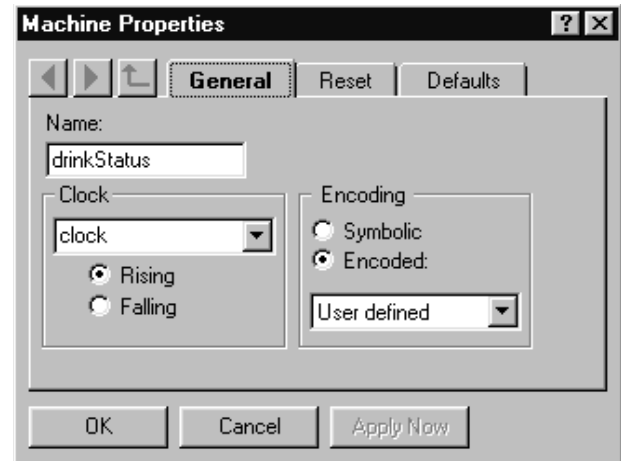 Machine Properties ? X
General Reset Defaults
Name:
drinkStatus
Clock
clock
Rising
Falling
Encoding
Symbolic
Encoded:
User defined
OK Cancel Apply Now